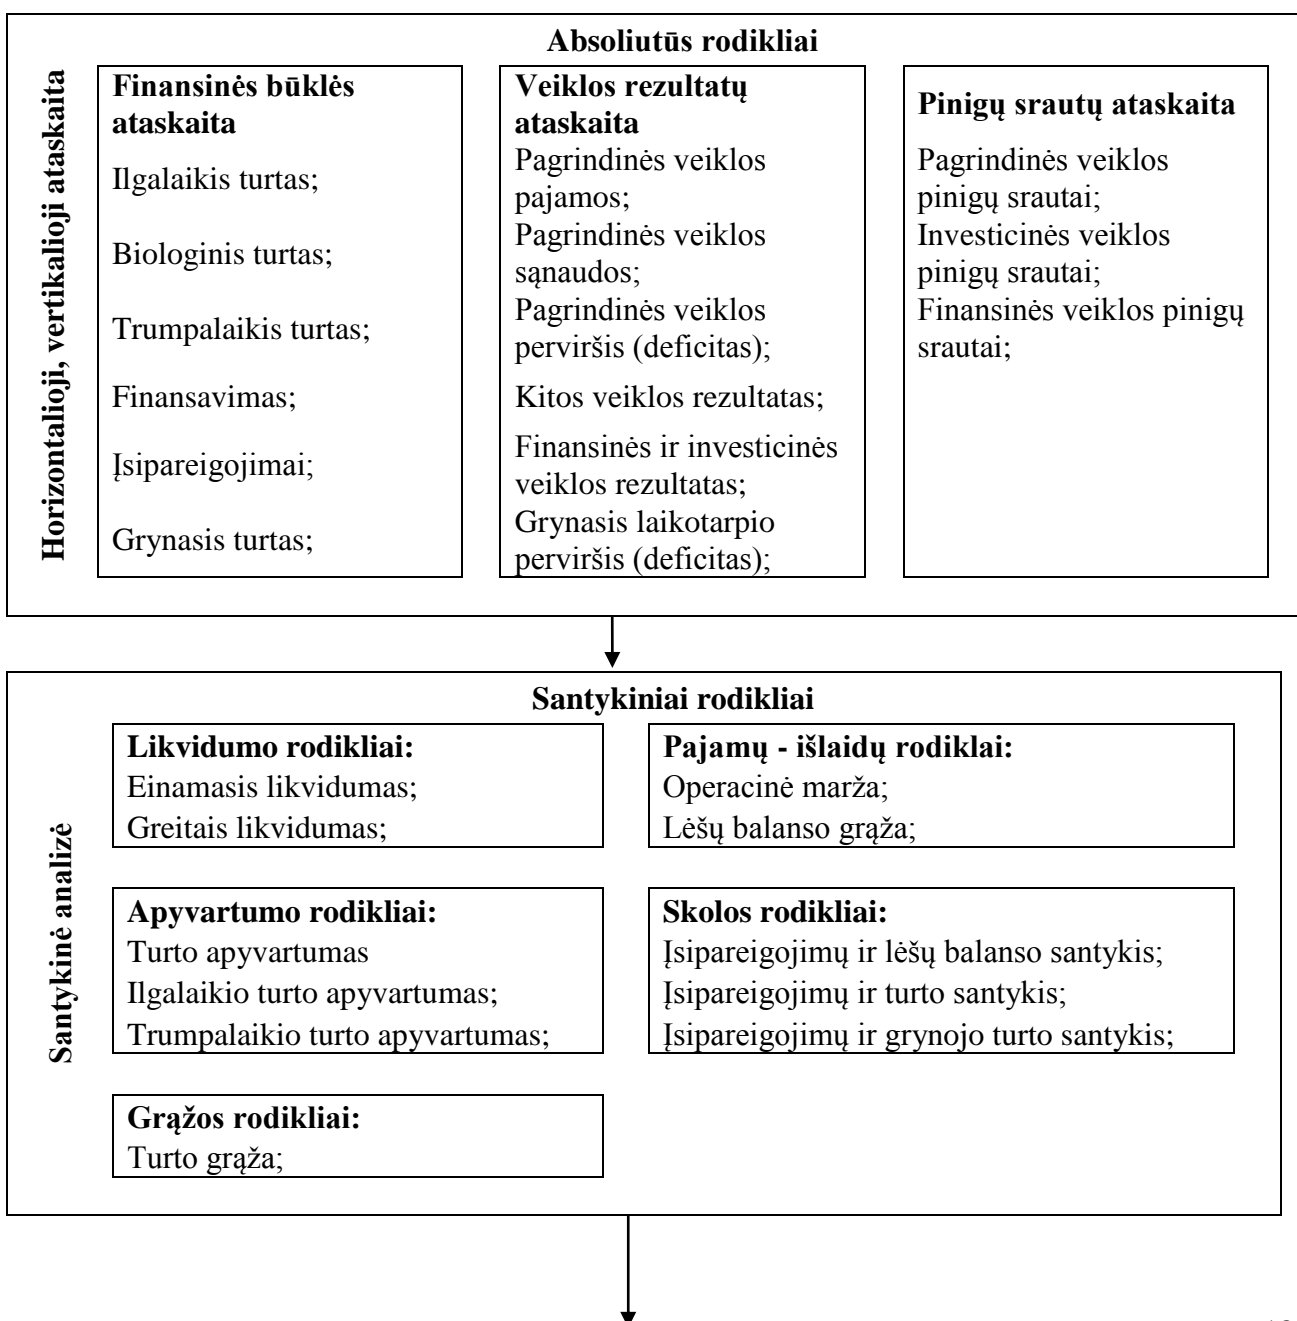 Absoliutūs rodikliai
Horizontalioji, vertikalioji ataskaita
Finansinės būklės
ataskaita
Ilgalaikis turtas;
Biologinis turtas;
Trumpalaikis turtas;
Finansavimas;
Įsipareigojimai;
Grynasis turtas;
Veiklos rezultatų
ataskaita
Pagrindinės veiklos
pajamos;
Pagrindinės veiklos
sąnaudos;
Pagrindinės veiklos
perviršis (deficitas);
Kitos veiklos rezultatas;
Finansinės ir investicinės
veiklos rezultatas;
Grynasis laikotarpio
perviršis (deficitas);
Pinigų srautų ataskaita
Pagrindinės veiklos
pinigų srautai;
Investicinės veiklos
pinigų srautai;
Finansinės veiklos pinigų
srautai;
Santykiniai rodikliai
Santykinė analizė
Likvidumo rodikliai:
Einamasis likvidumas;
Greitais likvidumas;
Pajamų - išlaidų rodiklai:
Operacinė marža;
Lėšų balanso grąža;
Apyvartumo rodikliai:
Turto apyvartumas
Ilgalaikio turto apyvartumas;
Trumpalaikio turto apyvartumas;
Skolos rodikliai:
Įsipareigojimų ir lėšų balanso santykis;
Įsipareigojimų ir turto santykis;
Įsipareigojimų ir grynojo turto santykis;
Grąžos rodikliai:
Turto grąža;